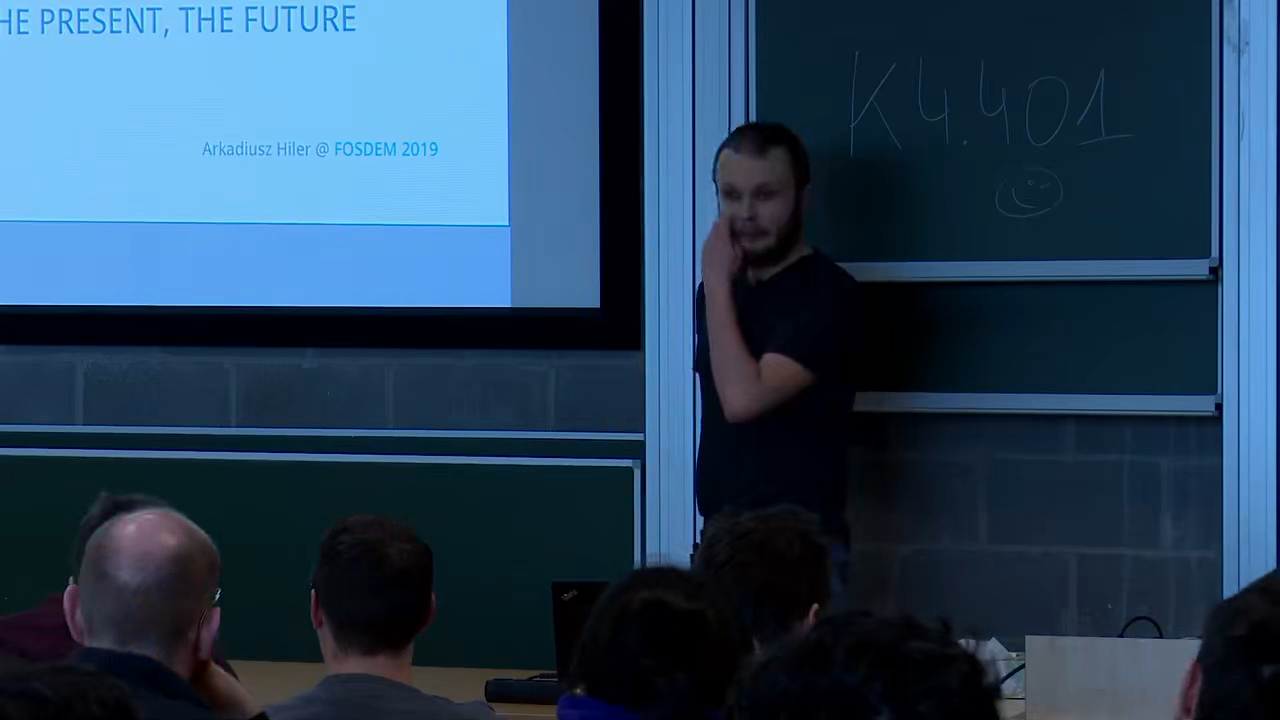 HE PRESENT, THE FUTURE
Arkadiusz Hiler @ FOSDEM 2019
K4.401